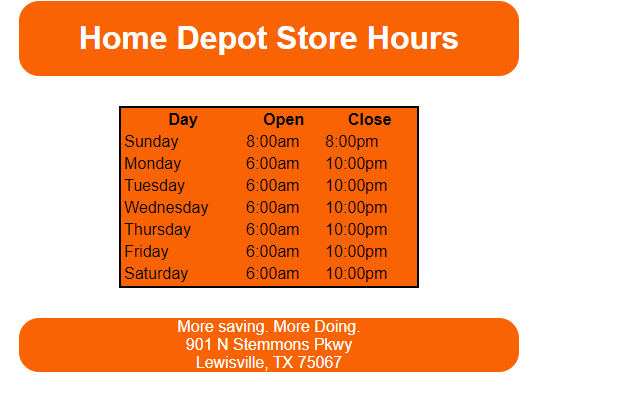 Home Depot Store Hours
Day Open Close
Sunday 8:00am 8:00pm
Monday 6:00am 10:00pm
Tuesday 6:00am 10:00pm
Wednesday 6:00am 10:00pm
Thursday 6:00am 10:00pm
Friday 6:00am 10:00pm
Saturday 6:00am 10:00pm
More saving. More Doing.
901 N Stemmons Pkwy
Lewisville, TX 75067